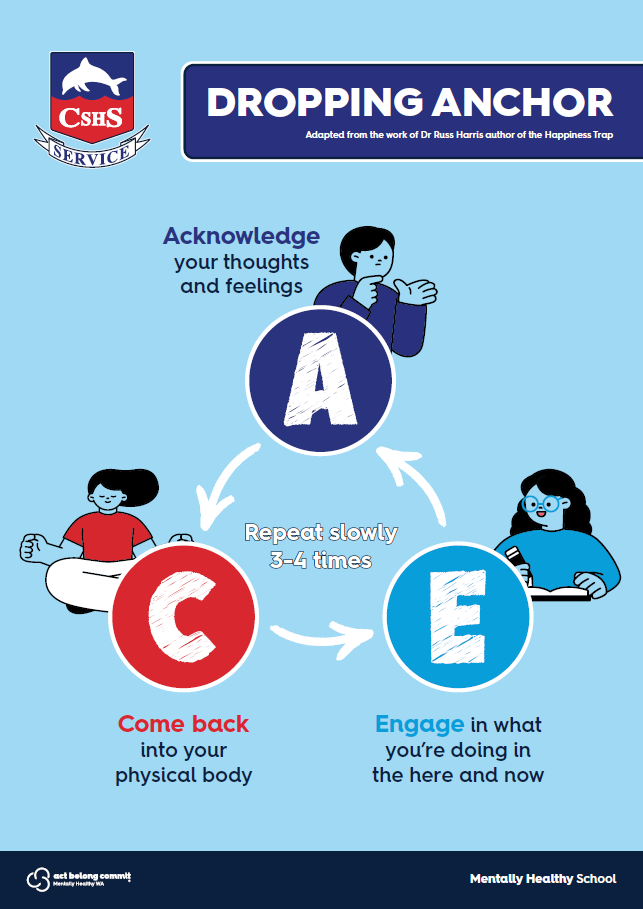 CSHS
SERVICE
DROPPING ANCHOR
Adapted from the work of Dr Russ Harris author of the Happiness Trap
Acknowledge
your thoughts
and feelings
A
Repeat slowly
3-4 times
C
E
Come back
into your
physical body
Engage in what
you're doing in
the here and now
act belong commit
Mentally Healthy WA
Mentally Healthy School